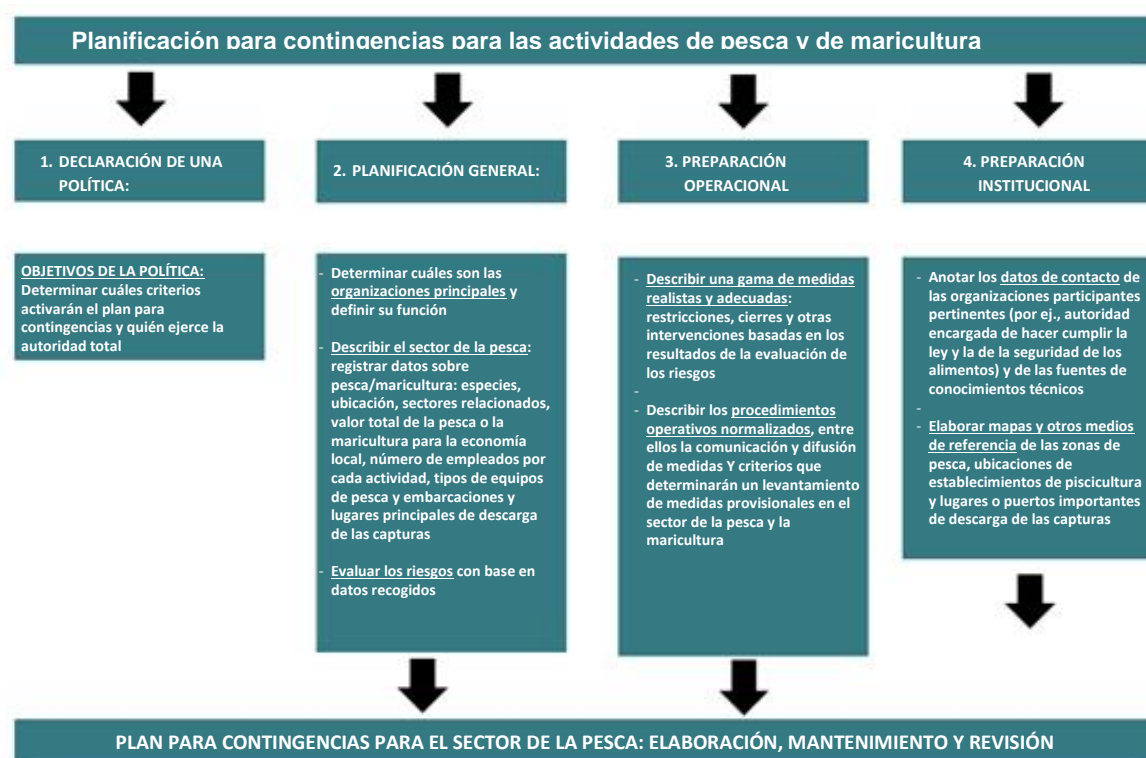 Planificación para contingencias para las actividades de pesca y de maricultura
1. DECLARACIÓN DE UNA
POLÍTICA:
2. PLANIFICACIÓN GENERAL:
3. PREPARACIÓN
OPERACIONAL
4. PREPARACIÓN
INSTITUCIONAL
OBJETIVOS DE LA POLÍTICA:
Determinar cuáles criterios
activarán el plan para
contingencias y quién ejerce la
autoridad total
- Determinar cuáles son las
organizaciones principales y
definir su función
- Describir el sector de la pesca:
registrar datos sobre
pesca/maricultura: especies,
ubicación, sectores relacionados,
valor total de la pesca o la
maricultura para la economía
local, número de empleados por
cada actividad, tipos de equipos
de pesca y embarcaciones y
lugares principales de descarga
de las capturas
- Evaluar los riesgos con base en
datos recogidos
- Describir una gama de medidas
realistas y adecuadas:
restricciones, cierres y otras
intervenciones basadas en los
resultados de la evaluación de
los riesgos
-
- Describir los procedimientos
operativos normalizados, entre
ellos la comunicación y difusión
de medidas Y criterios que
determinarán un levantamiento
de medidas provisionales en el
sector de la pesca y la
maricultura
- Anotar los datos de contacto de
las organizaciones participantes
pertinentes (por ej., autoridad
encargada de hacer cumplir la
ley y la de la seguridad de los
alimentos) y de las fuentes de
conocimientos técnicos
-
- Elaborar mapas y otros medios
de referencia de las zonas de
pesca, ubicaciones de
establecimientos de piscicultura
y lugares o puertos importantes
de descarga de las capturas
PLAN PARA CONTINGENCIAS PARA EL SECTOR DE LA PESCA: ELABORACIÓN, MANTENIMIENTO Y REVISIÓN